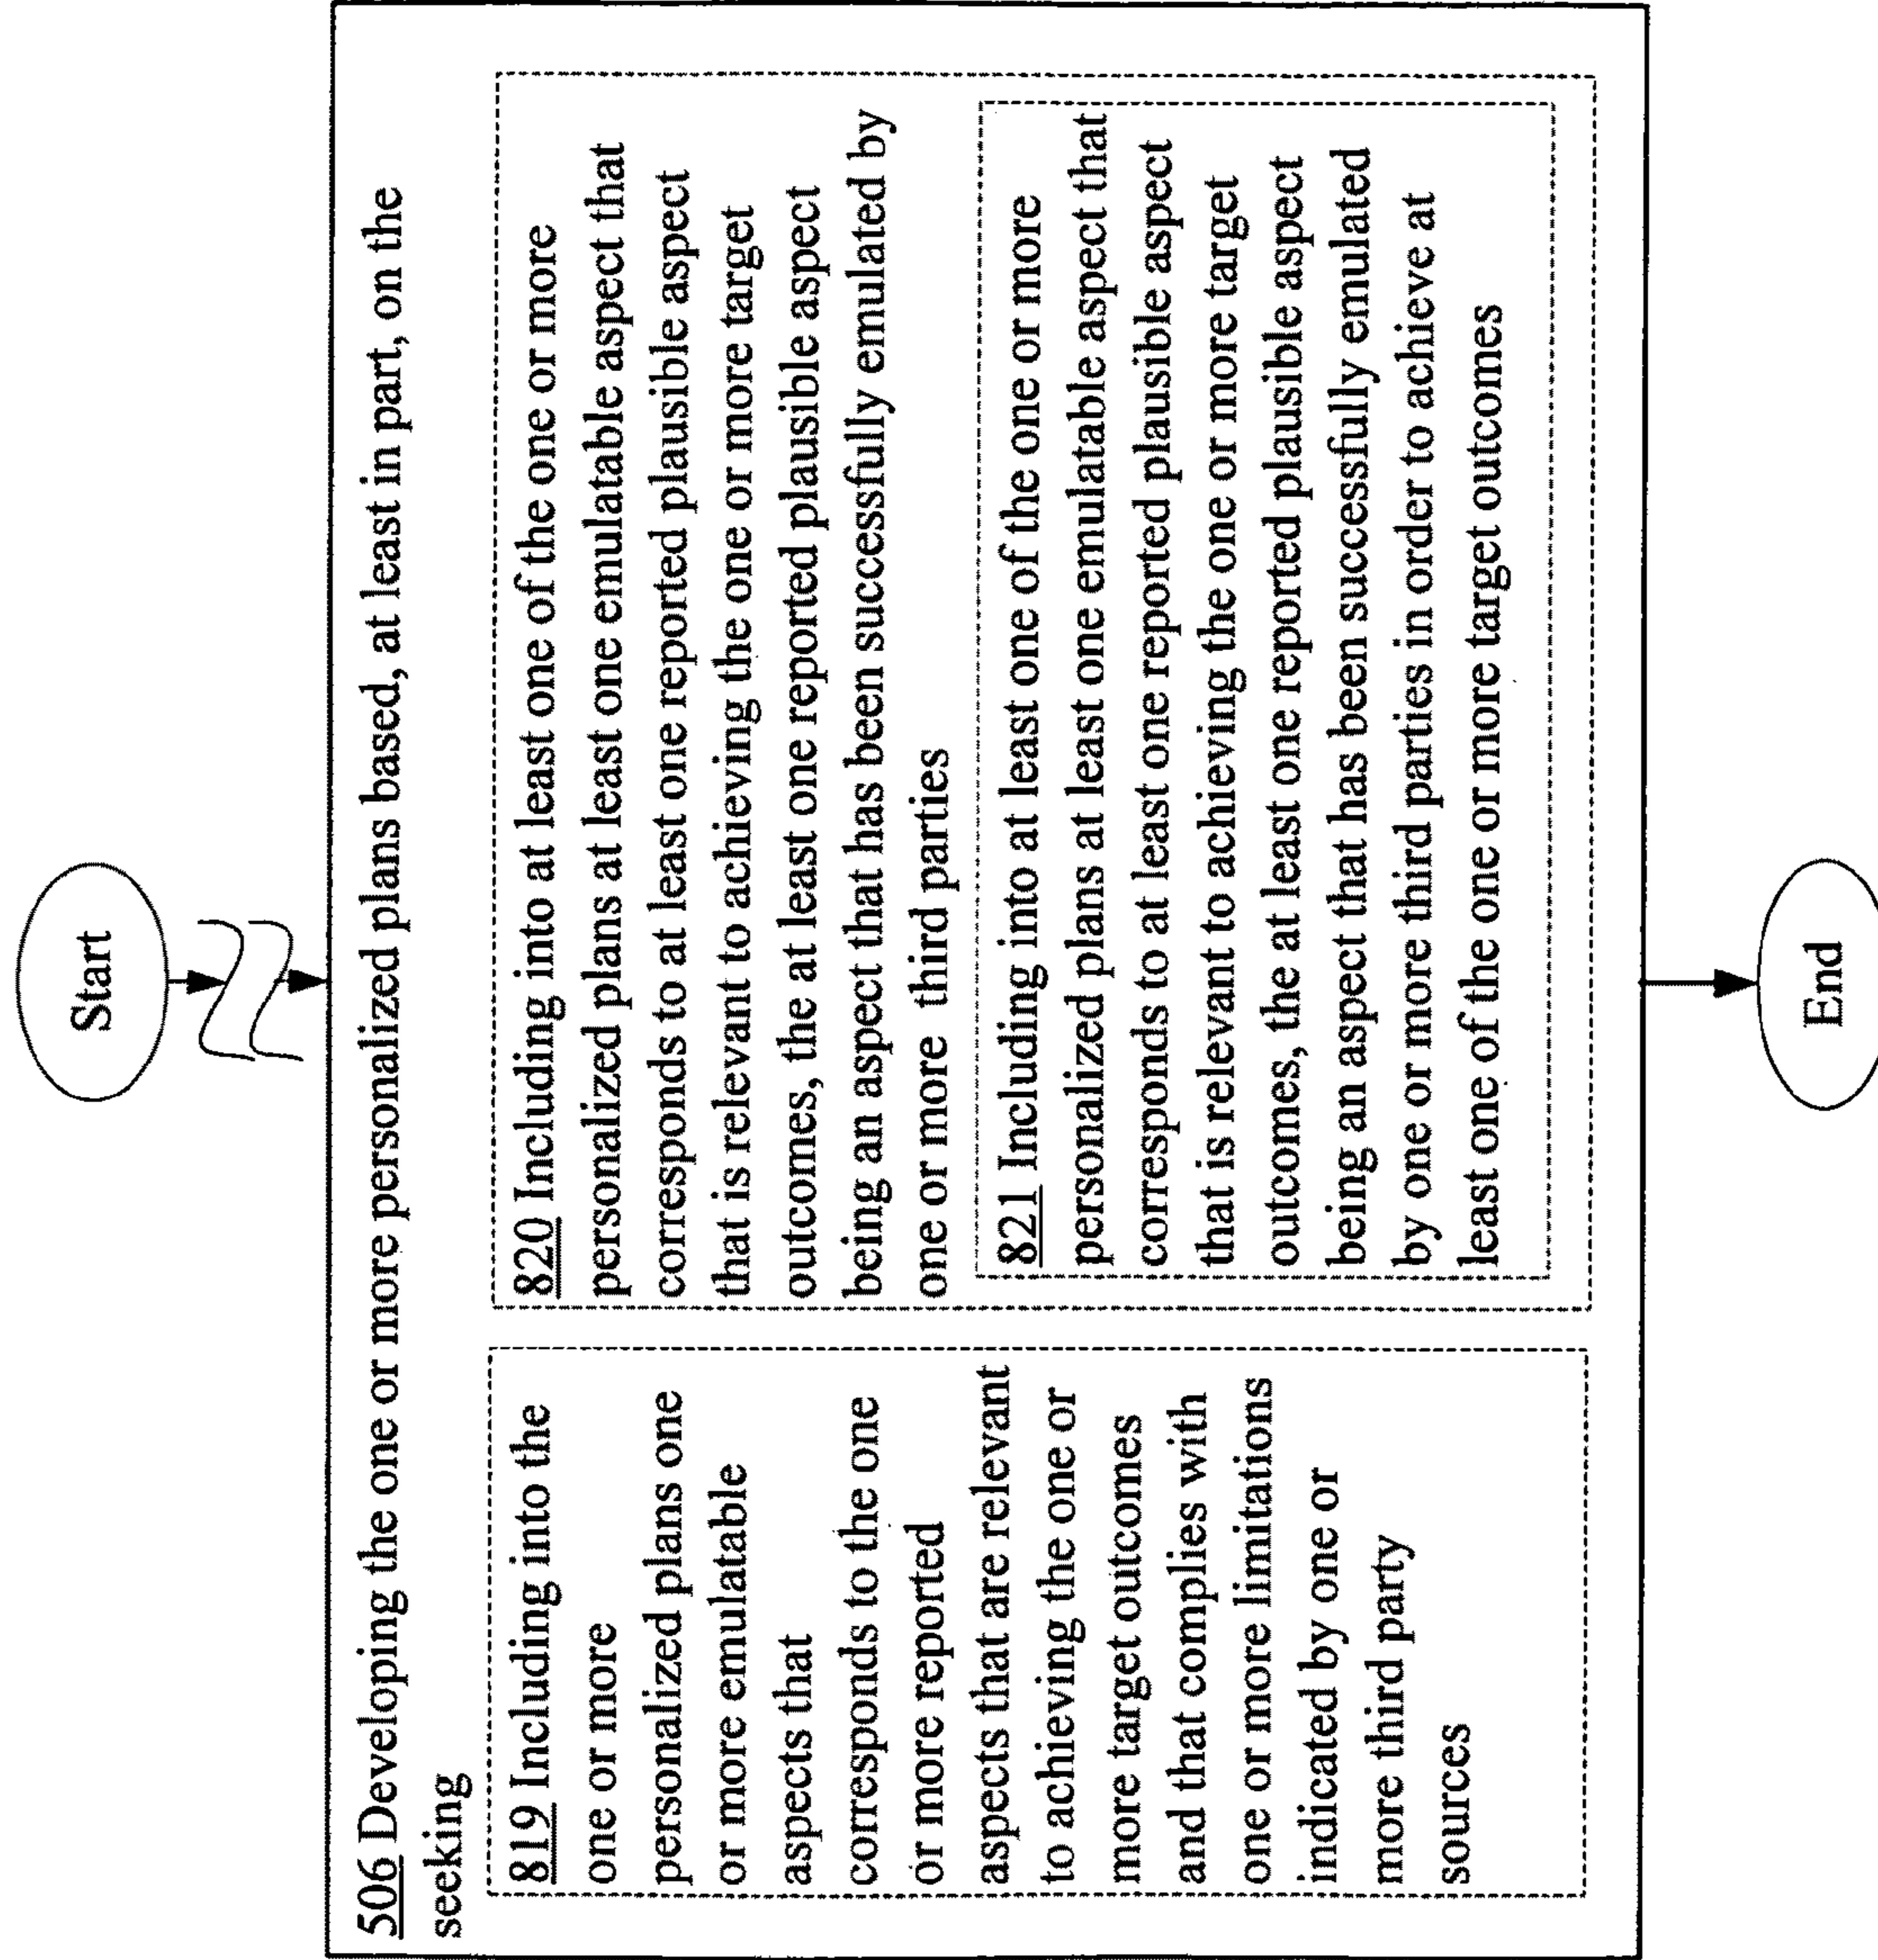 Start
506 Developing the one or more personalized plans based, at least in part, on the
seeking
819 Including into the
one or more
personalized plans one
or more emulatable
aspects that
corresponds to the one
or more reported
aspects that are relevant
to achieving the one or
more target outcomes
and that complies with
one or more limitations
indicated by one or
more third party
sources
820 Including into at least one of the one or more
personalized plans at least one emulatable aspect that
corresponds to at least one reported plausible aspect
that is relevant to achieving the one or more target
outcomes, the at least one reported plausible aspect
being an aspect that has been successfully emulated by
one or more third parties
821 Including into at least one of the one or more
personalized plans at least one emulatable aspect that
corresponds to at least one reported plausible aspect
that is relevant to achieving the one or more target
outcomes, the at least one reported plausible aspect
being an aspect that has been successfully emulated
by one or more third parties in order to achieve at
least one of the one or more target outcomes
End